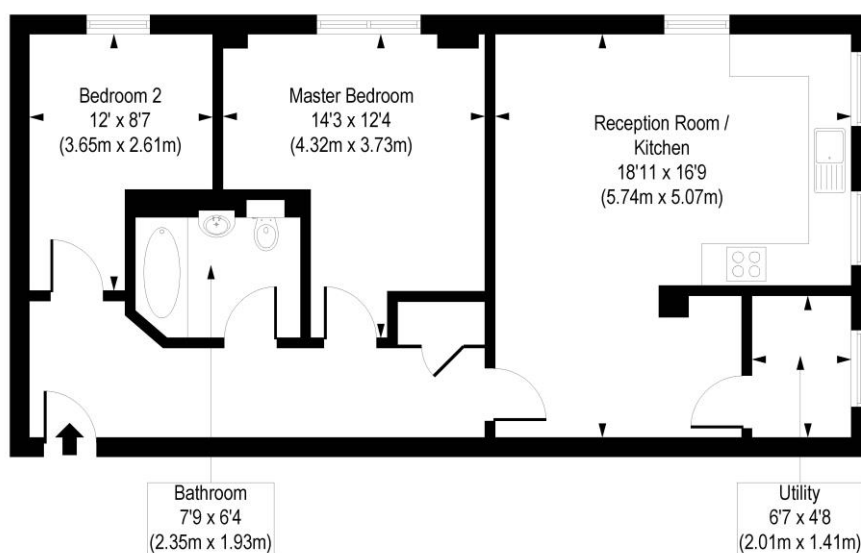 Bedroom 2
12' x 8'7
(3.65m x 2.61m)
Master Bedroom
14'3 x 12'4
(4.32m x 3.73m)
Reception Room /
Kitchen
18'11 x 16'9
(5.74m x 5.07m)
Bathroom
7'9 x 6'4
(2.35m x 1.93m)
Utility
6'7 x 4'8
(2.01m x 1.41m)